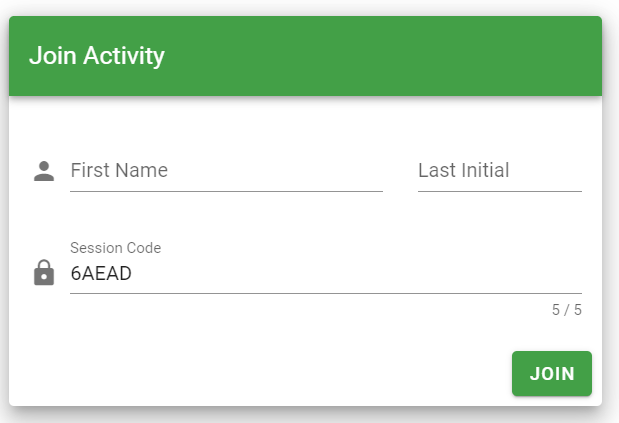 Join Activity
First Name Last Initial
Session Code
6AEAD
5 / 5
JOIN